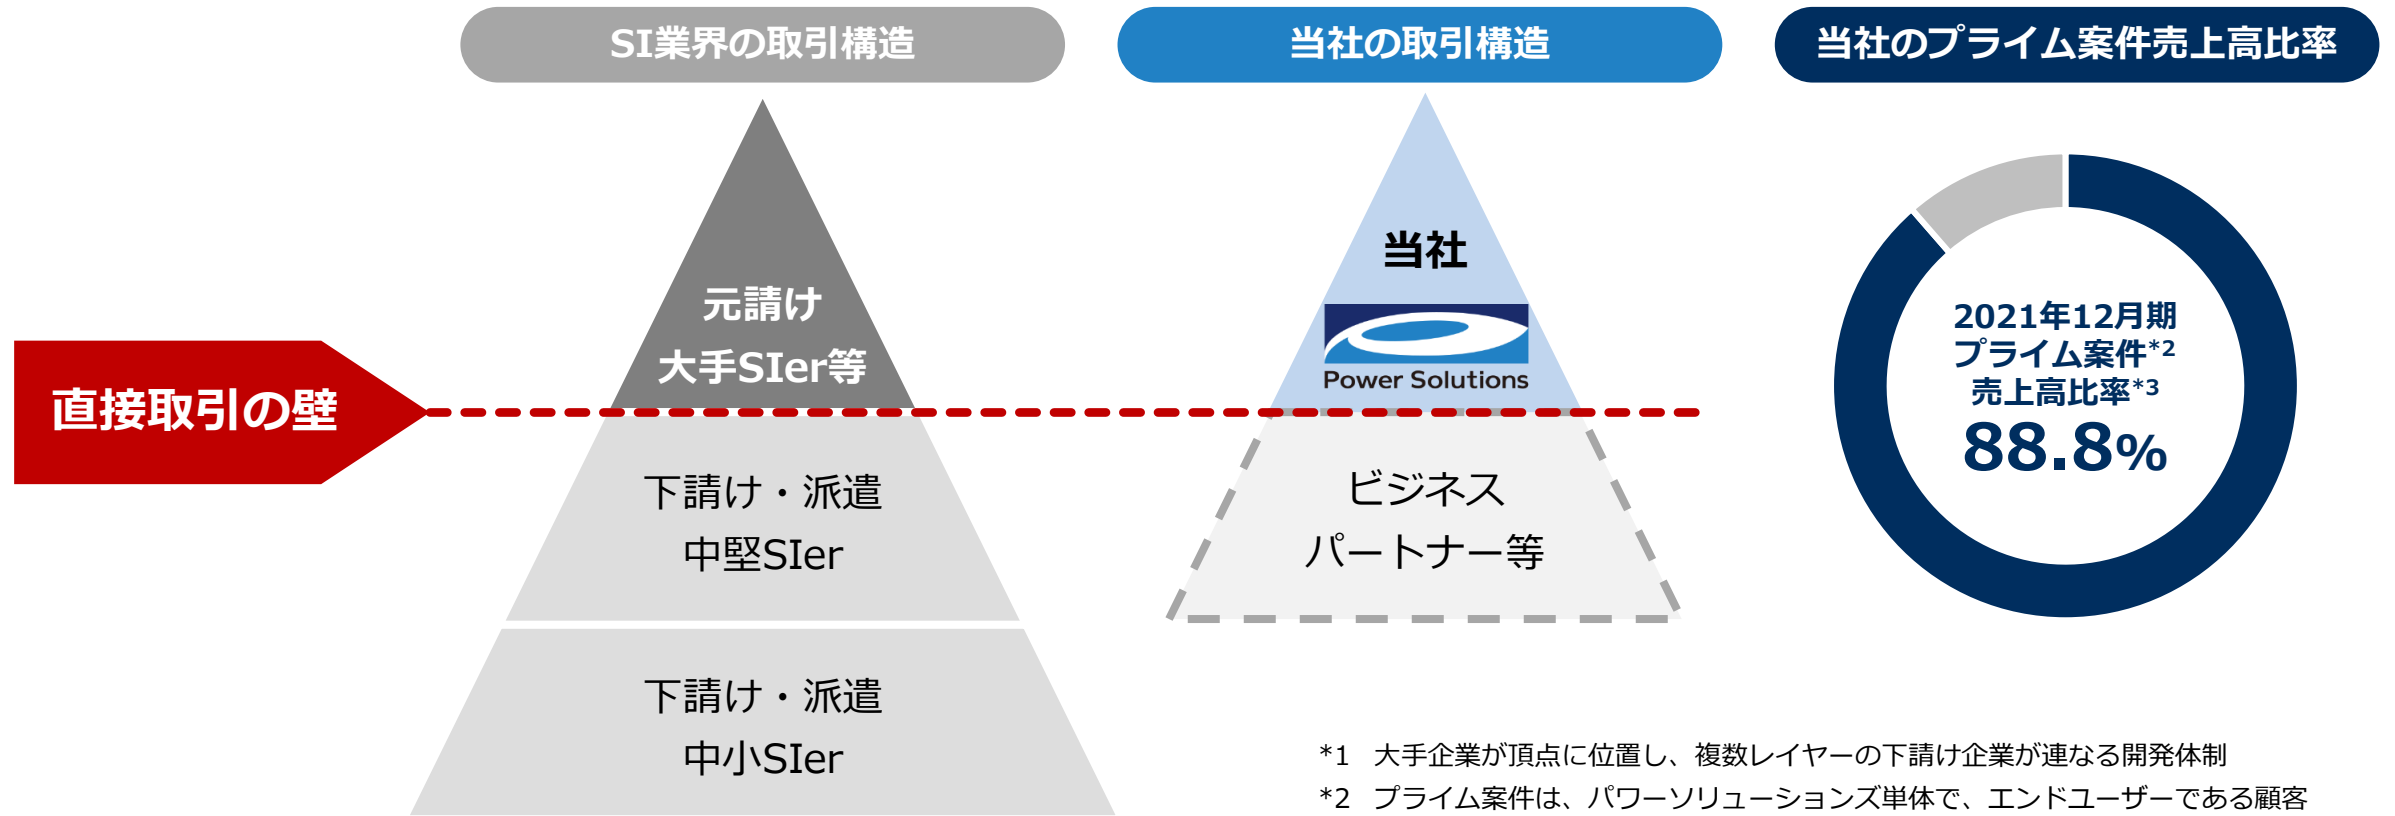 SI業界の取引構造
当社の取引構造
当社のプライム案件売上高比率
元請け
大手SIer等
直接取引の壁
下請け・派遣
中堅SIer
下請け・派遣
中小SIer
当社
Power Solutions
ビジネス
パートナー等
2021年12月期
プライム案件*2
売上高比率*3
88.8%
*1 大手企業が頂点に位置し、複数レイヤーの下請け企業が連なる開発体制
*2 プライム案件は、パワーソリューションズ単体で、エンドユーザーである顧客